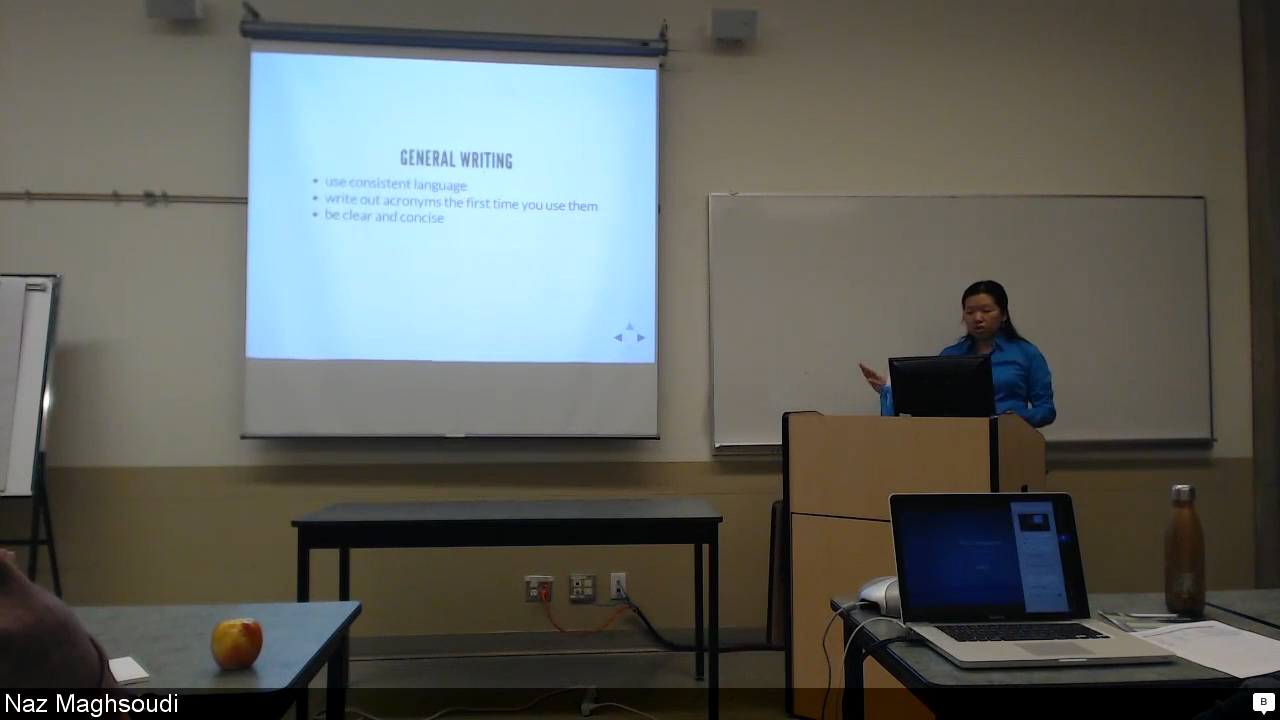 GENERAL WRITING
use consistent language
write out acronyms the first time you use them
be clear and concise
Naz Maghsoudi
B